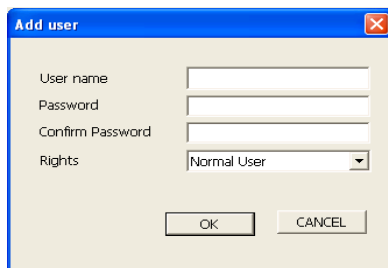 Add user
User name
Password
Confirm Password
Rights
Normal User
OK
CANCEL